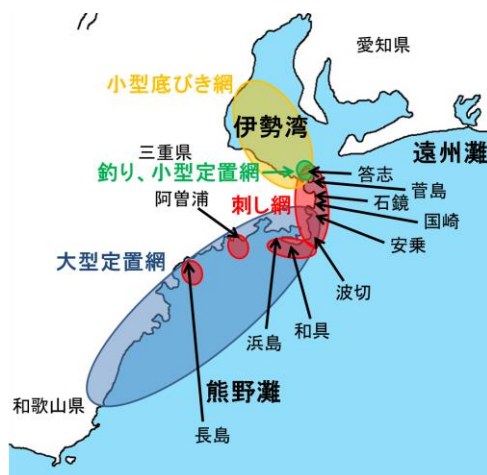 愛知県
小型底びき網
伊勢湾
遠州灘
三重県
釣り、小型定置網
答志
菅島
阿曽浦
刺し網
石鏡
国崎
安乗
大型定置網
波切
浜島
和具
熊野灘
和歌山県
長島